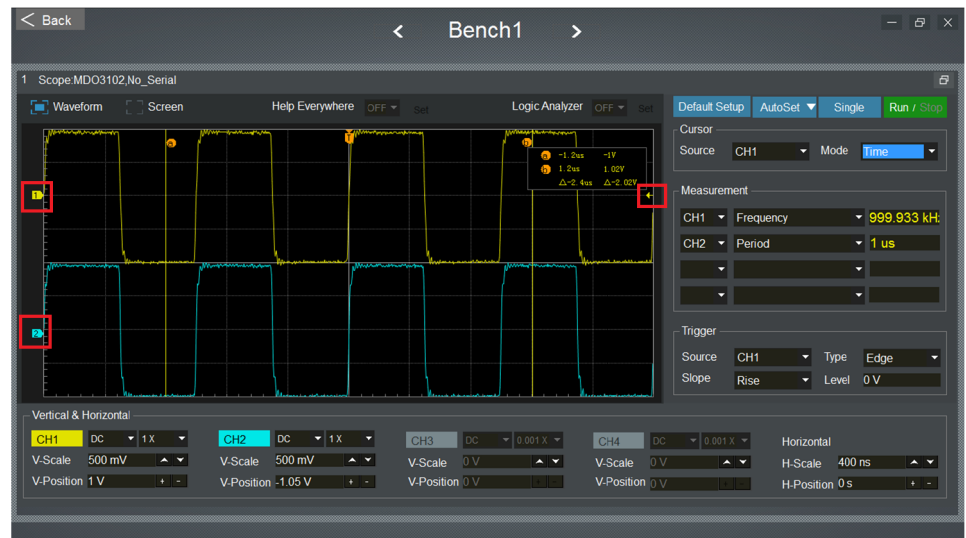 < Back
< Bench1 >
1 Scope:MDO3102,No_Serial
Waveform Screen Help Everywhere OFF Set Logic Analyzer OFF Set
Default Setup AutoSet Single Run / Stop
Cursor
Source CH1 Mode Time
T
a b
a -1.2us -1V
b 1.2us 1.02V
△-2.4us △-2.02V
1
2
Measurement
CH1 Frequency 999.933 kH
CH2 Period 1 us
Trigger
Source CH1 Type Edge
Slope Rise Level 0 V
Vertical & Horizontal
CH1 DC 1 X
V-Scale 500 mV
V-Position 1 V + -
CH2 DC 1 X
V-Scale 500 mV
V-Position -1.05 V + -
CH3 DC 0.001 X
V-Scale 0 V
V-Position 0 V + -
CH4 DC 0.001 X
V-Scale 0 V
V-Position 0 V + -
Horizontal
H-Scale 400 ns
H-Position 0 s + -